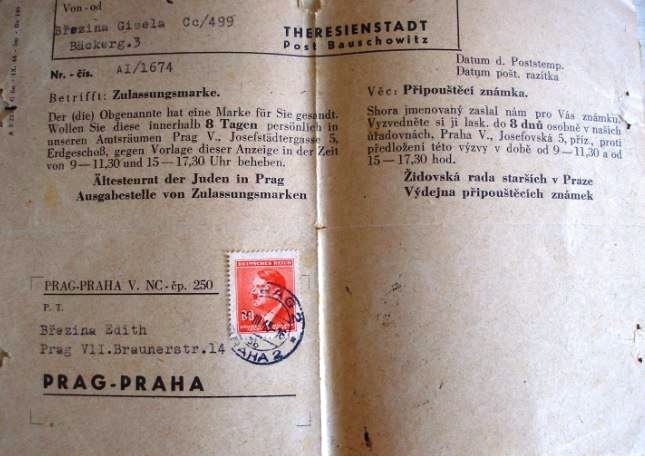 Von - od
Březina Gisela Cc/499
Bäckerg.3
THERESIENSTADT
Post Bauschowitz
Nr. - čís. AI/1674
Datum d. Poststemp.
Datum pošt. razítka
Betrifft: Zulassungsmarke.
Der (die) Obgenannte hat eine Marke für Sie gesandt.
Wollen Sie diese innerhalb 8 Tagen persönlich in
unseren Amtsräumen Prag V., Josefstädtergasse 5,
Erdgeschoß, gegen Vorlage dieser Anzeige in der Zeit
von 9—11,30 und 15—17,30 Uhr beheben.
Ältestenrat der Juden in Prag
Ausgabestelle von Zulassungsmarken
Věc: Připouštěcí známka.
Shora jmenovaný zaslal nám pro Vás známku.
Vyzvedněte si ji lask. do 8 dnů osobně v našich
úřadovnách, Praha V., Josefovská 5, příz., proti
předložení této výzvy v době od 9—11,30 a od
15—17,30 hod.
Židovská rada starších v Praze
Výdejna připouštěcích známek
PRAG-PRAHA V. NC - čp. 250
P. T.
Březina Edith
Prag VII.Braunerstr.14
PRAG-PRAHA
DEUTSCHES REICH
PRAG
PRAHA 2